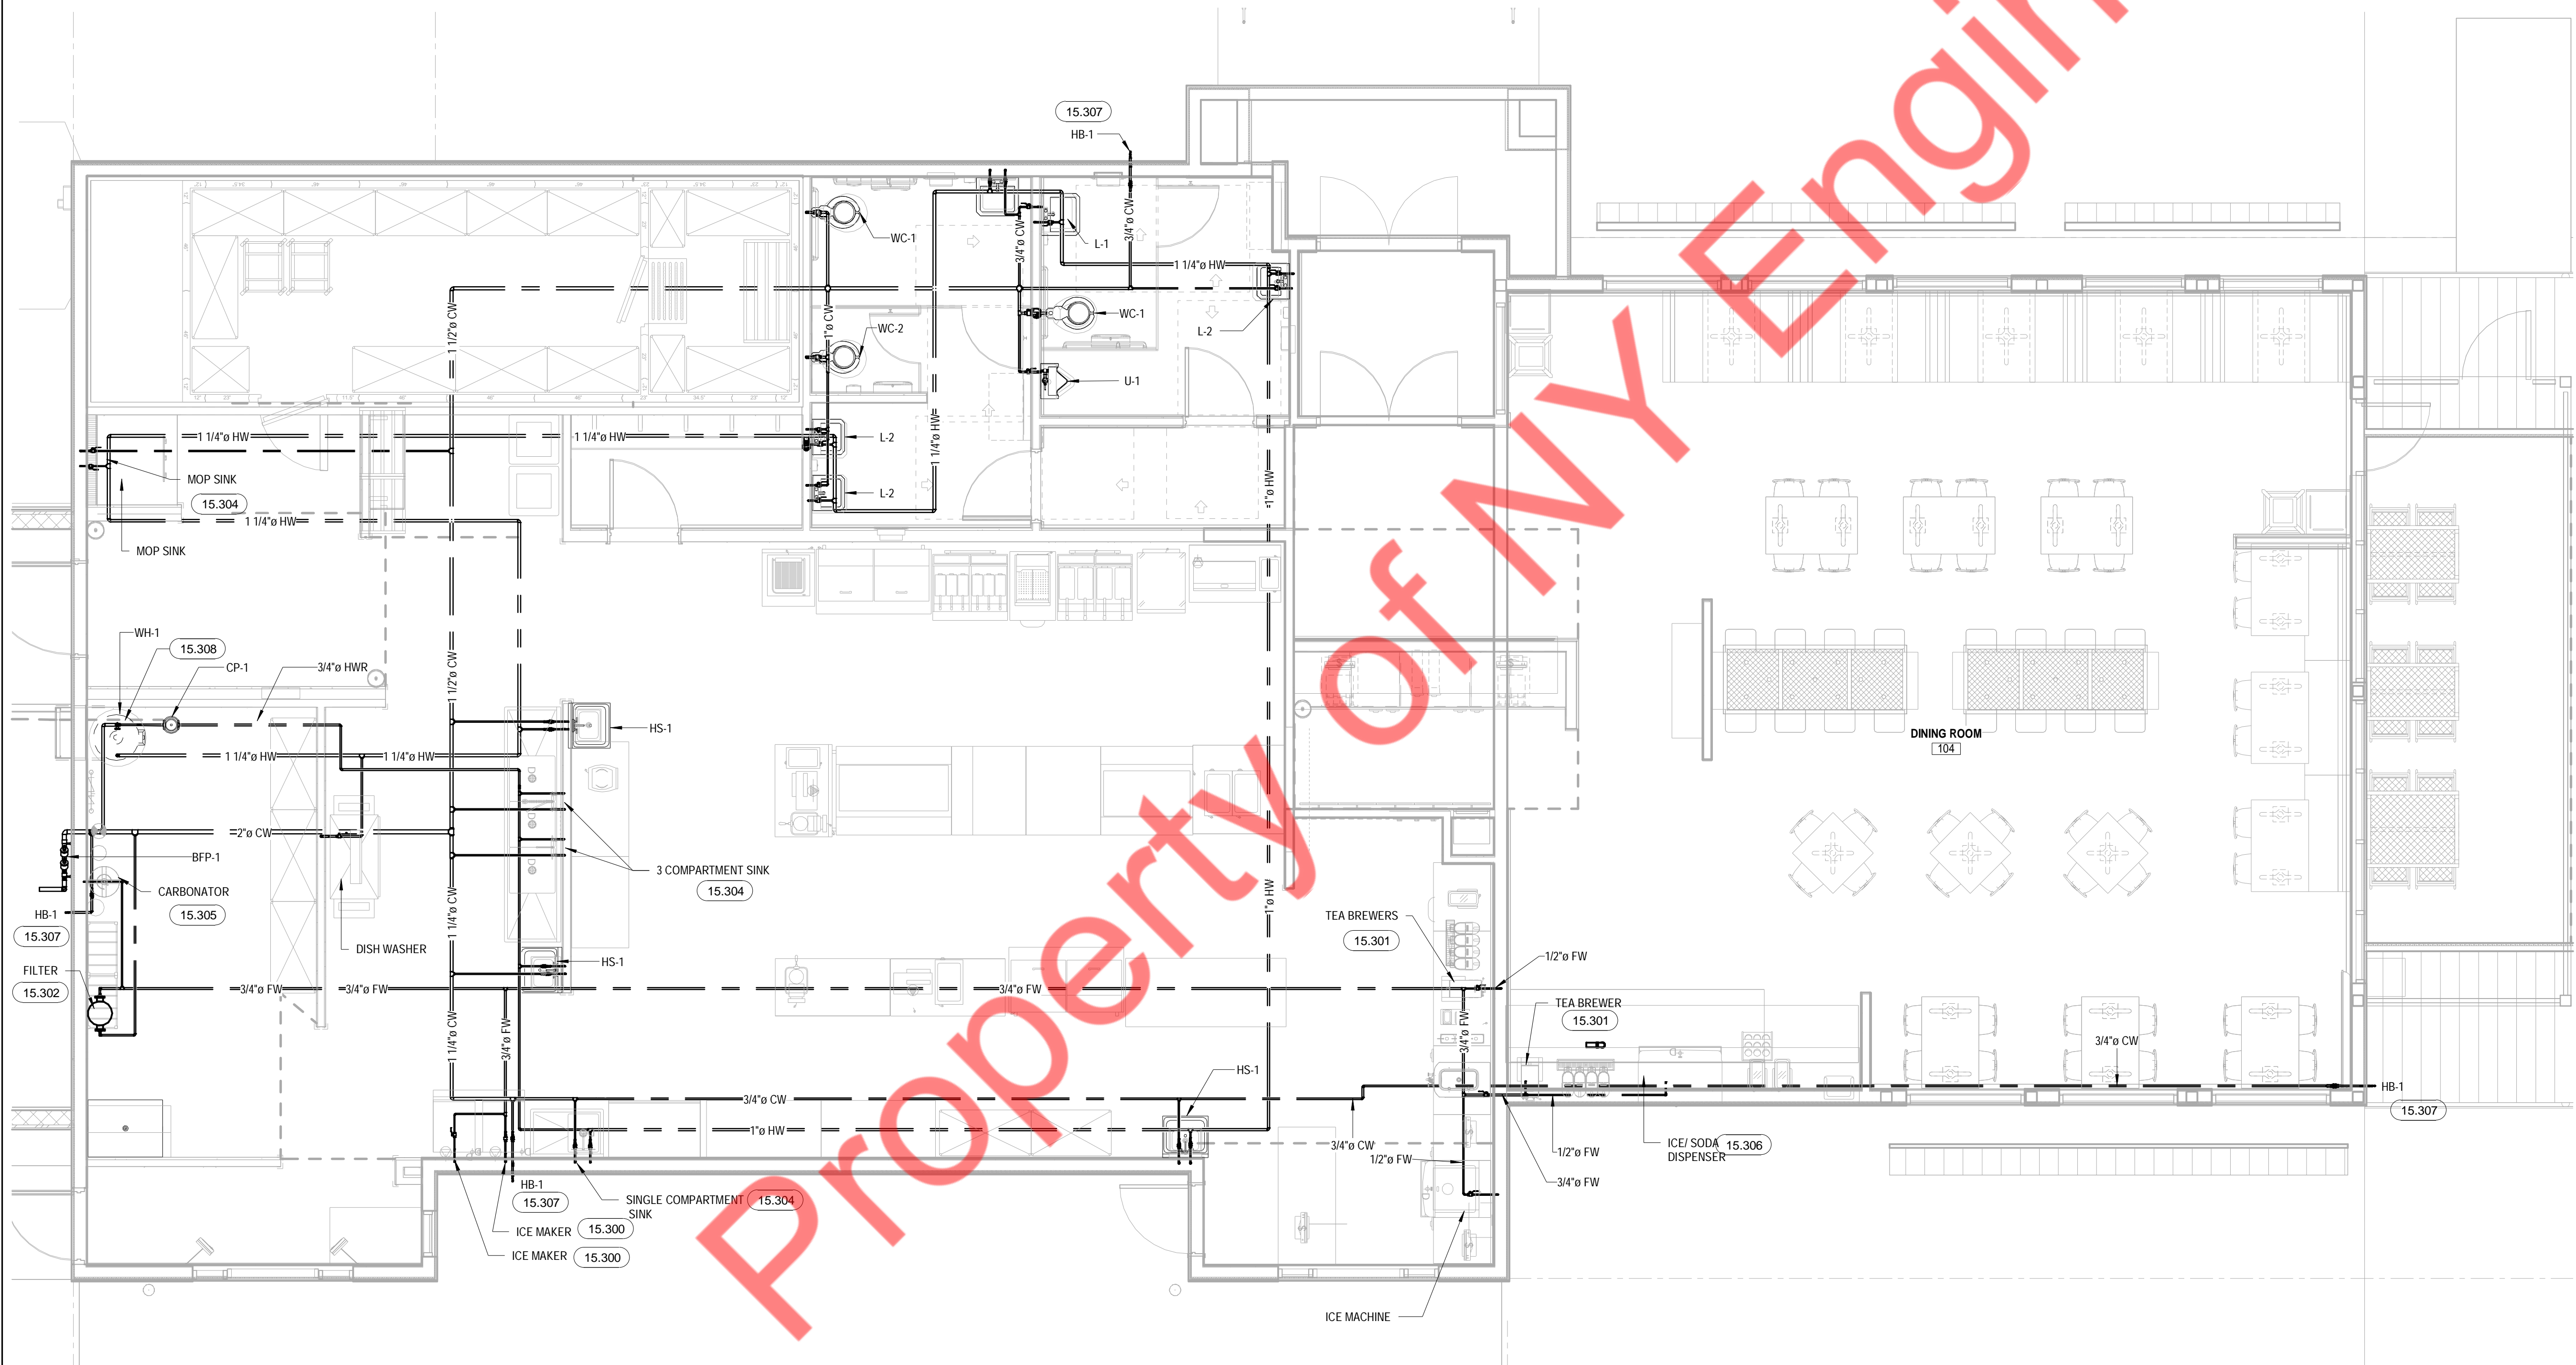 15.307
HB-1
WC-1
3/4"ø CW
L-1
3/4"ø CW
1 1/4"ø HW
1 1/2"ø CW
1"ø CW
WC-2
WC-1
L-2
U-1
1 1/4"ø HW
1 1/4"ø HW
1 1/4"ø HW
L-2
MOP SINK
15.304
L-2
1"ø HW
1 1/4"ø HW
MOP SINK
WH-1
15.308
CP-1
3/4"ø HWR
1 1/2"ø CW
HS-1
1 1/4"ø HW
1 1/4"ø HW
DINING ROOM
104
2"ø CW
BFP-1
CARBONATOR
15.305
3 COMPARTMENT SINK
15.304
1 1/4"ø CW
1"ø HW
HB-1
15.307
DISH WASHER
TEA BREWERS
15.301
FILTER
15.302
HS-1
1/2"ø FW
3/4"ø FW
3/4"ø FW
3/4"ø FW
TEA BREWER
15.301
1 1/4"ø CW
3/4"ø FW
3/4"ø FW
3/4"ø CW
HS-1
HB-1
15.307
3/4"ø CW
1"ø HW
3/4"ø CW
1/2"ø FW
1/2"ø FW
3/4"ø FW
ICE/ SODA
DISPENSER
15.306
HB-1
15.307
SINGLE COMPARTMENT
SINK
15.304
ICE MAKER
15.300
ICE MAKER
15.300
ICE MACHINE
Property of NY Engin